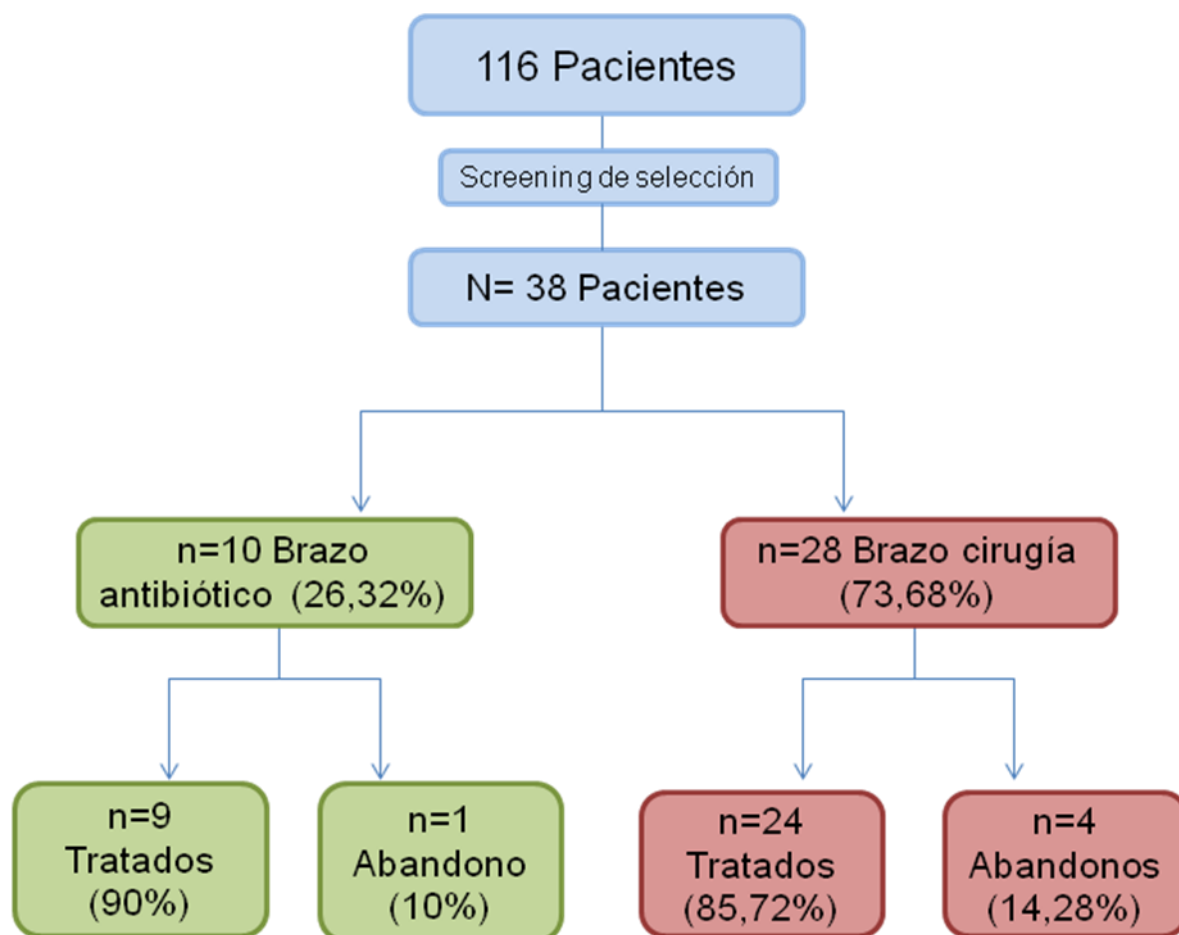 116 Pacientes
Screening de selección
N= 38 Pacientes
n=10 Brazo
antibiótico (26,32%)
n=28 Brazo cirugía
(73,68%)
n=9
Tratados
(90%)
n=1
Abandono
(10%)
n=24
Tratados
(85,72%)
n=4
Abandonos
(14,28%)